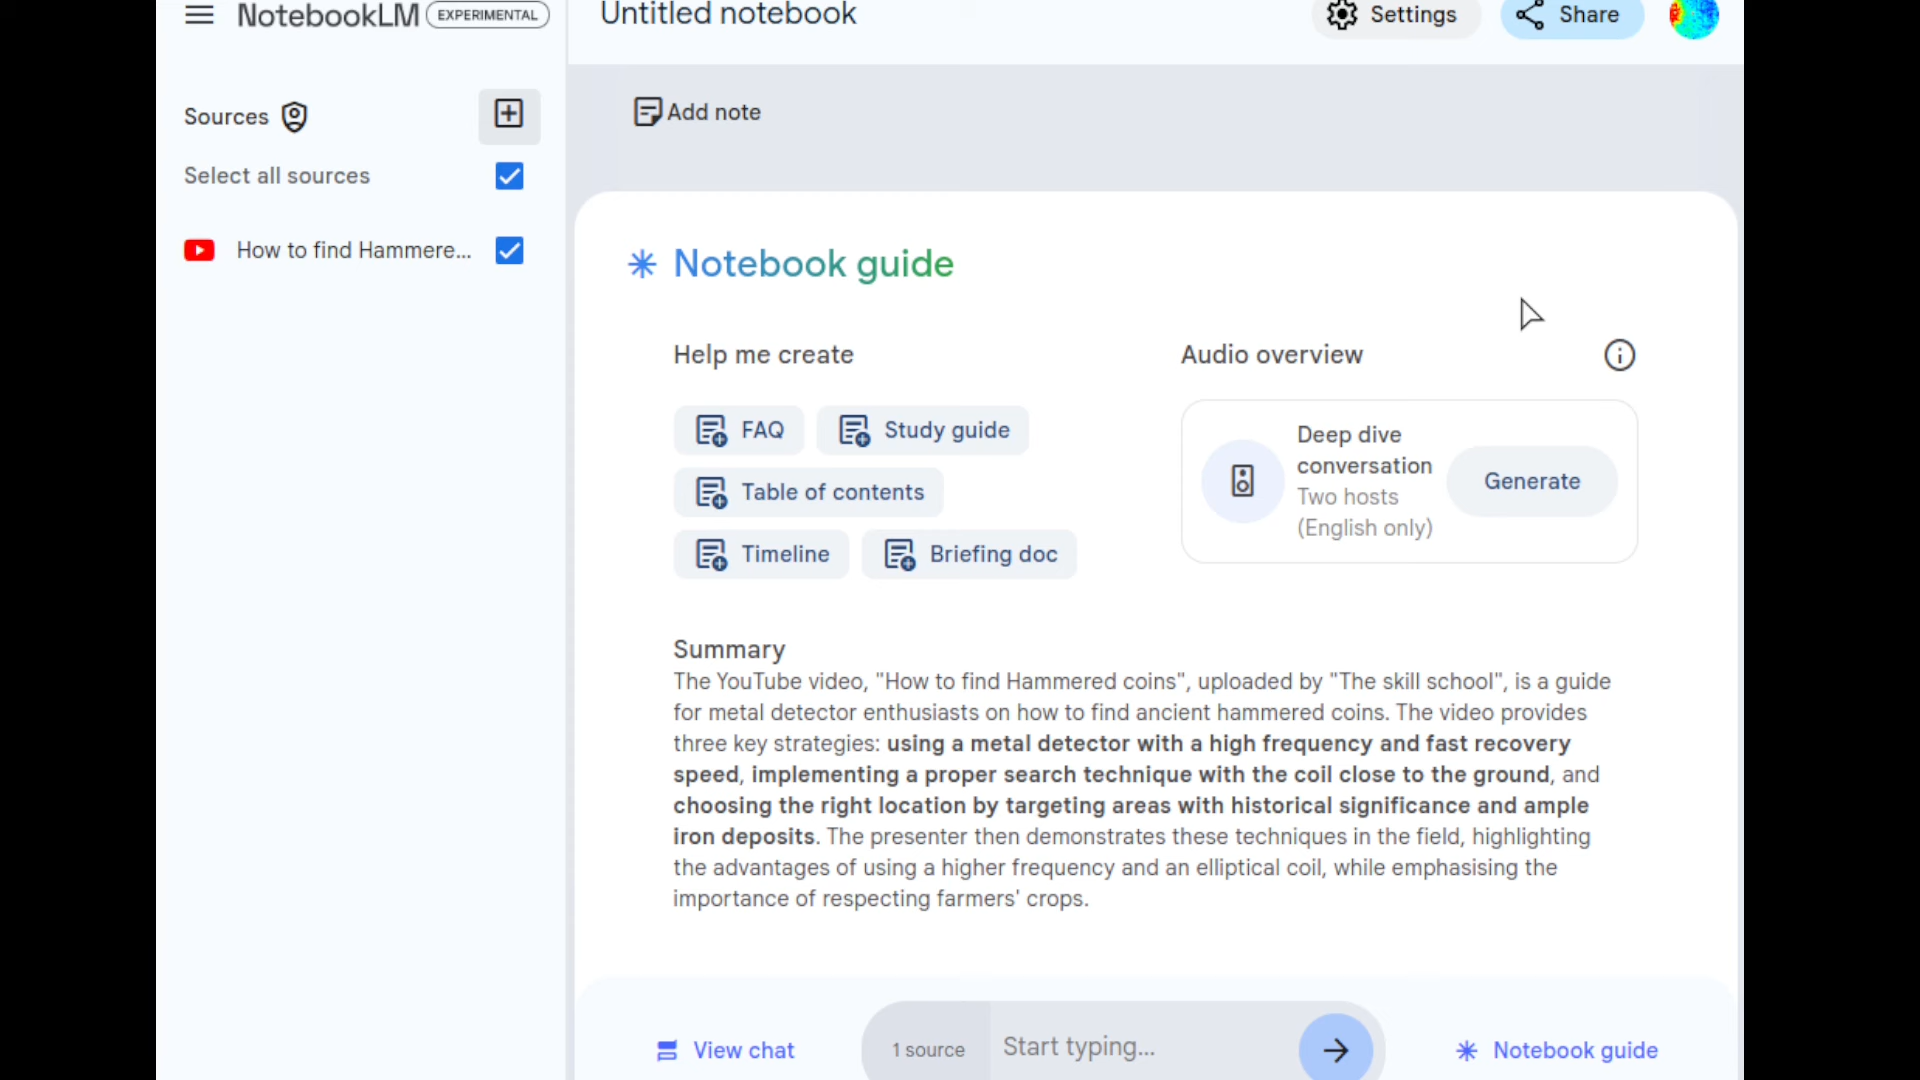 NotebookLM EXPERIMENTAL
Untitled notebook
Settings
Share
Sources
Select all sources
How to find Hammere...
Add note
Notebook guide
Help me create
FAQ
Study guide
Table of contents
Timeline
Briefing doc
Audio overview
Deep dive
conversation
Two hosts
(English only)
Generate
Summary
The YouTube video, "How to find Hammered coins", uploaded by "The skill school", is a guide
for metal detector enthusiasts on how to find ancient hammered coins. The video provides
three key strategies: using a metal detector with a high frequency and fast recovery
speed, implementing a proper search technique with the coil close to the ground, and
choosing the right location by targeting areas with historical significance and ample
iron deposits. The presenter then demonstrates these techniques in the field, highlighting
the advantages of using a higher frequency and an elliptical coil, while emphasising the
importance of respecting farmers' crops.
View chat
1 source
Start typing...
Notebook guide